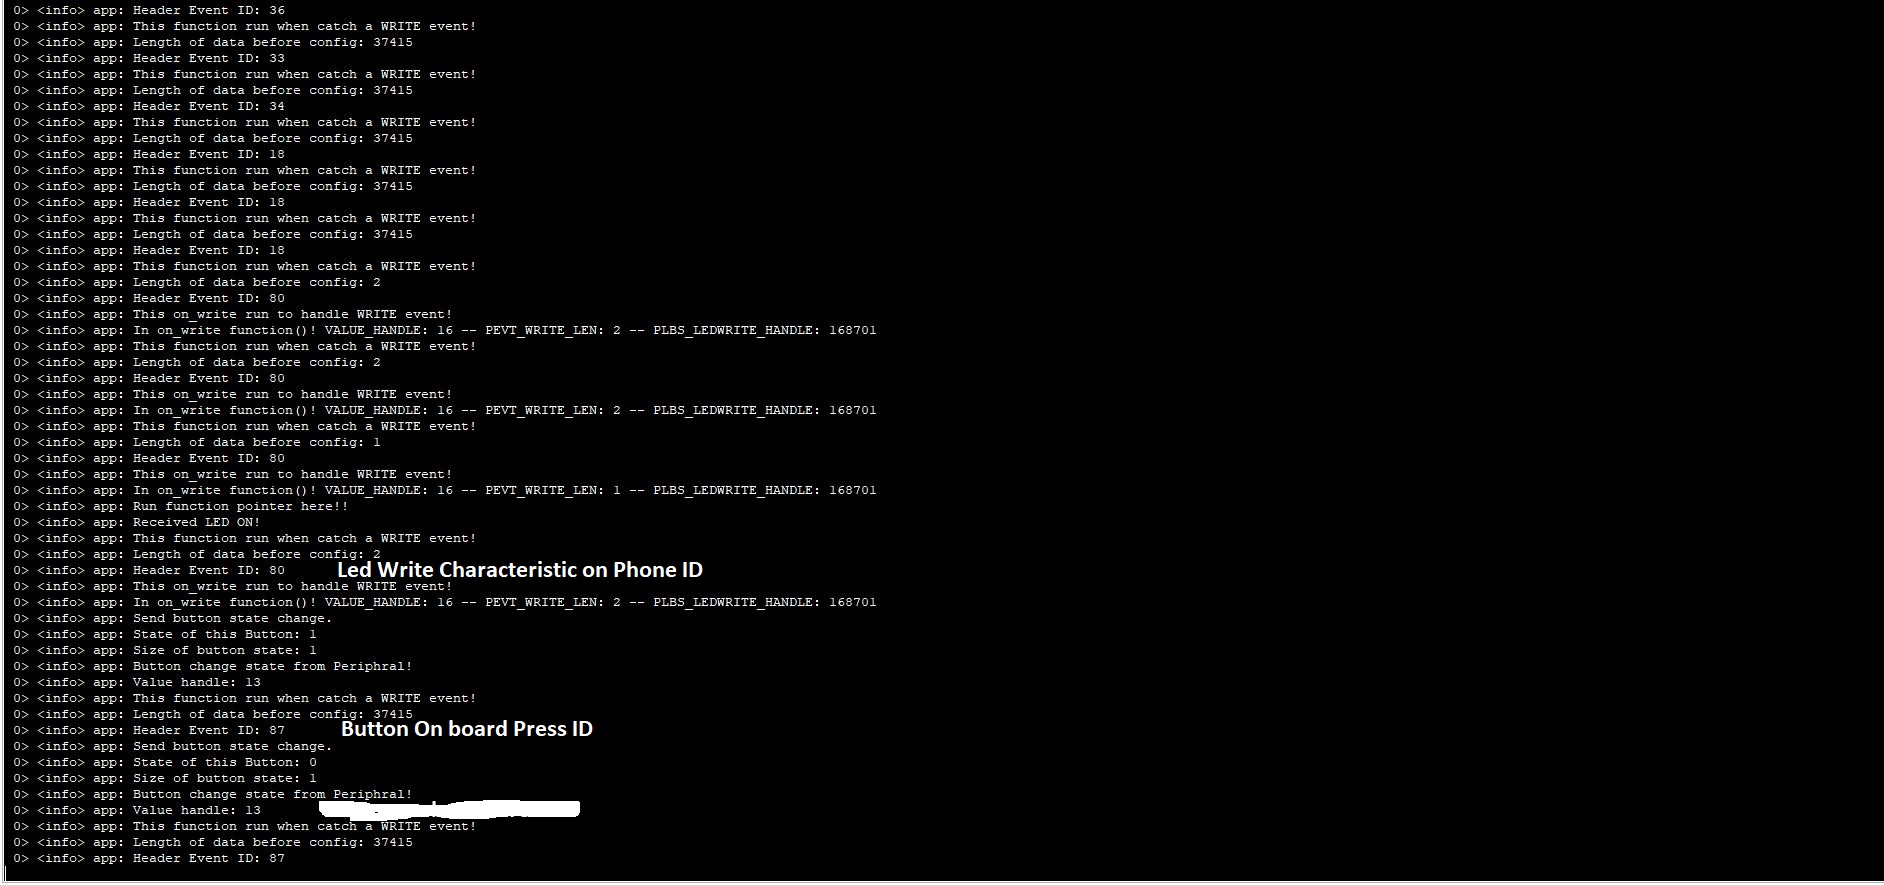 0> <info> app: Header Event ID: 36
0> <info> app: This function run when catch a WRITE event!
0> <info> app: Length of data before config: 37415
0> <info> app: Header Event ID: 33
0> <info> app: This function run when catch a WRITE event!
0> <info> app: Length of data before config: 37415
0> <info> app: Header Event ID: 34
0> <info> app: This function run when catch a WRITE event!
0> <info> app: Length of data before config: 37415
0> <info> app: Header Event ID: 18
0> <info> app: This function run when catch a WRITE event!
0> <info> app: Length of data before config: 37415
0> <info> app: Header Event ID: 18
0> <info> app: This function run when catch a WRITE event!
0> <info> app: Length of data before config: 37415
0> <info> app: Header Event ID: 18
0> <info> app: This function run when catch a WRITE event!
0> <info> app: Length of data before config: 2
0> <info> app: Header Event ID: 80
0> <info> app: This on_write run to handle WRITE event!
0> <info> app: In on_write function()! VALUE_HANDLE: 16 -- PEVT_WRITE_LEN: 2 -- PLBS_LEDWRITE_HANDLE: 168701
0> <info> app: This function run when catch a WRITE event!
0> <info> app: Length of data before config: 2
0> <info> app: Header Event ID: 80
0> <info> app: This on_write run to handle WRITE event!
0> <info> app: In on_write function()! VALUE_HANDLE: 16 -- PEVT_WRITE_LEN: 2 -- PLBS_LEDWRITE_HANDLE: 168701
0> <info> app: This function run when catch a WRITE event!
0> <info> app: Length of data before config: 1
0> <info> app: Header Event ID: 80
0> <info> app: This on_write run to handle WRITE event!
0> <info> app: In on_write function()! VALUE_HANDLE: 16 -- PEVT_WRITE_LEN: 1 -- PLBS_LEDWRITE_HANDLE: 168701
0> <info> app: Run function pointer here!!
0> <info> app: Received LED ON!
0> <info> app: This function run when catch a WRITE event!
0> <info> app: Length of data before config: 2
0> <info> app: Header Event ID: 80 Led Write Characteristic on Phone ID
0> <info> app: This on_write run to handle WRITE event!
0> <info> app: In on_write function()! VALUE_HANDLE: 16 -- PEVT_WRITE_LEN: 2 -- PLBS_LEDWRITE_HANDLE: 168701
0> <info> app: Send button state change.
0> <info> app: State of this Button: 1
0> <info> app: Size of button state: 1
0> <info> app: Button change state from Periphral!
0> <info> app: Value handle: 13
0> <info> app: This function run when catch a WRITE event!
0> <info> app: Length of data before config: 37415
0> <info> app: Header Event ID: 87 Button On board Press ID
0> <info> app: Send button state change.
0> <info> app: State of this Button: 0
0> <info> app: Size of button state: 1
0> <info> app: Button change state from Periphral!
0> <info> app: Value handle: 13
0> <info> app: This function run when catch a WRITE event!
0> <info> app: Length of data before config: 37415
0> <info> app: Header Event ID: 87